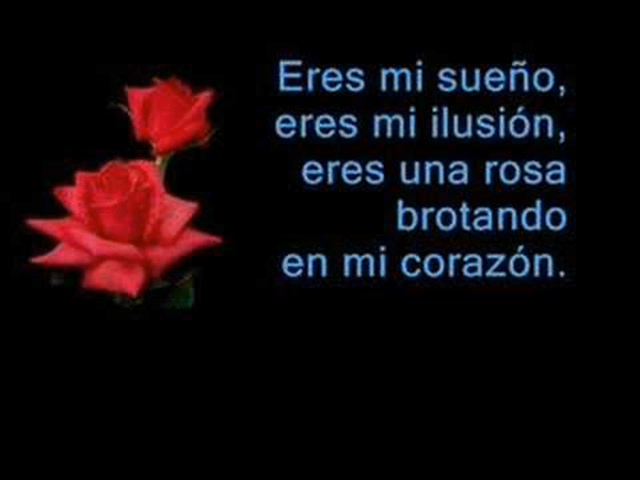 Eres mi sueño,
eres mi ilusión,
eres una rosa
brotando
en mi corazón.